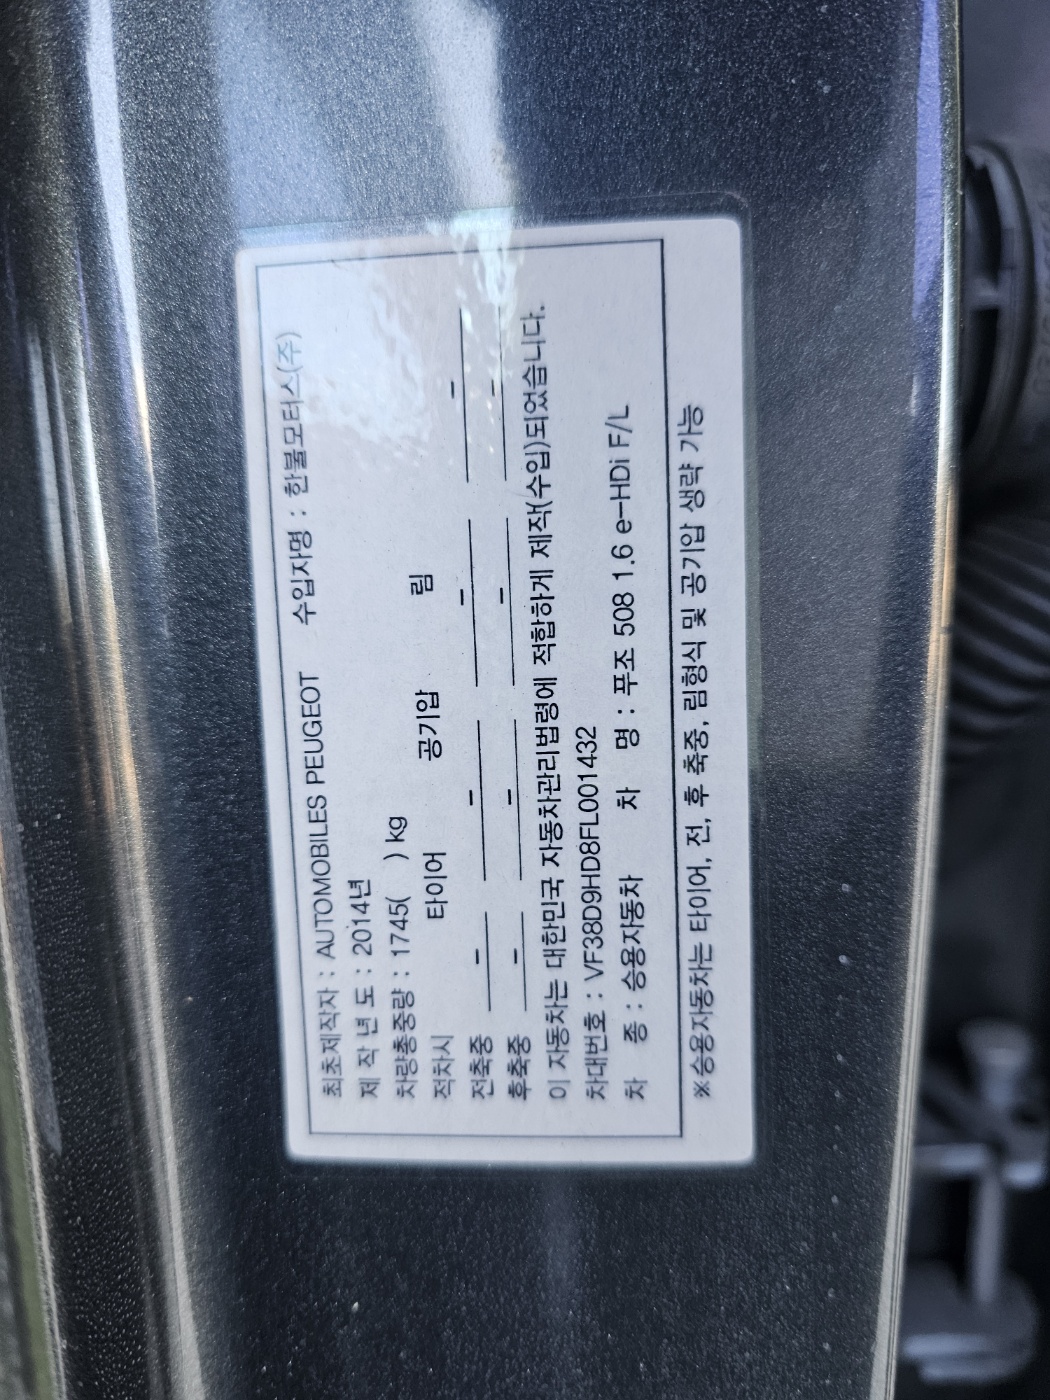 최초제작자 : AUTOMOBILES PEUGEOT 수입자명 : 한불모터스(주)
제 작 년 도 : 2014년
차량총중량 : 1745( ) kg
적차시 타이어 공기압 림
전축중 - - - -
후축중 - - - -
이 자동차는 대한민국 자동차관리법령에 적합하게 제작(수입)되었습니다.
차대번호 : VF38D9HD8FL001432
차 종 : 승용자동차 차 명 : 푸조 508 1.6 e-HDi F/L
※승용자동차는 타이어, 전, 후 축중, 림형식 및 공기압 생략 가능